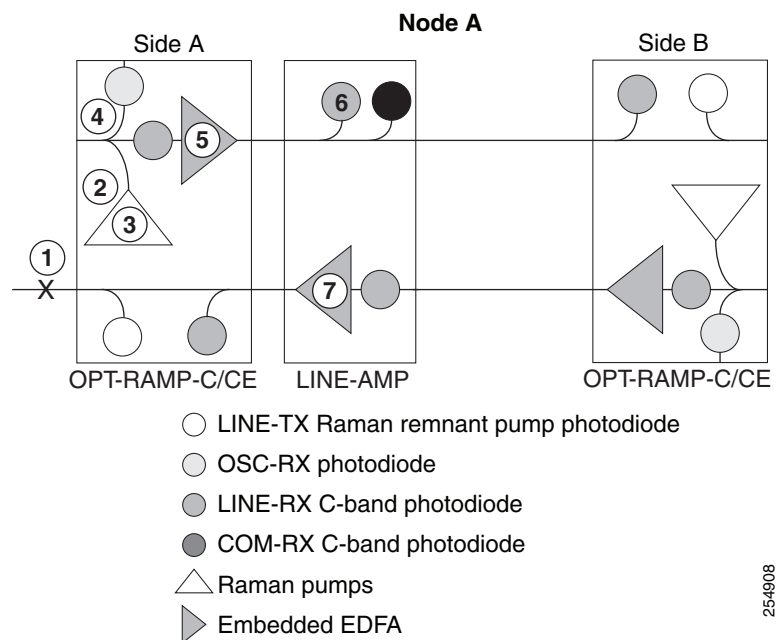 Node A
Side A
Side B
4
6
5
2
3
1
X
7
OPT-RAMP-C/CE
LINE-AMP
OPT-RAMP-C/CE
LINE-TX Raman remnant pump photodiode
OSC-RX photodiode
LINE-RX C-band photodiode
COM-RX C-band photodiode
Raman pumps
Embedded EDFA
254908